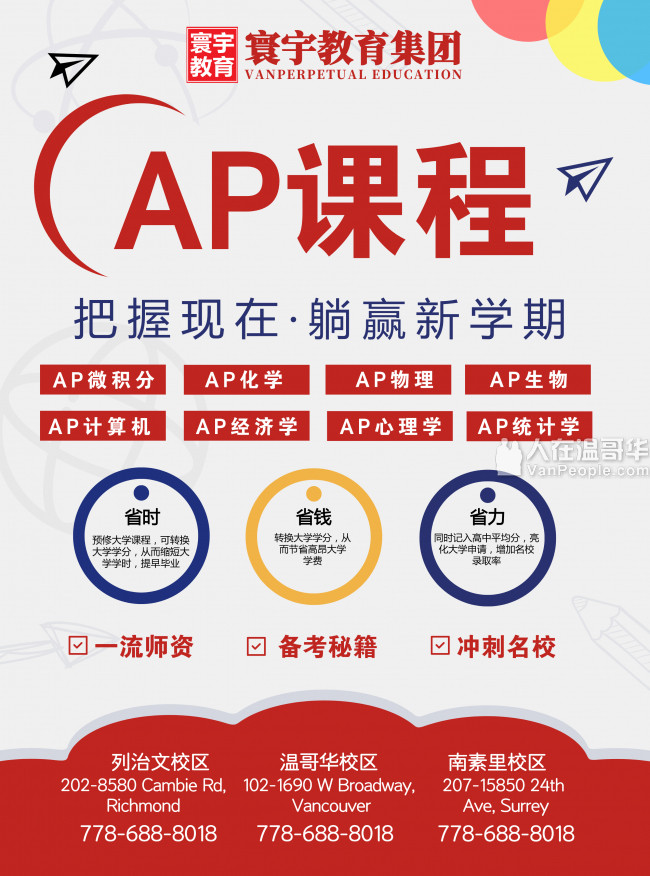 寰宇
教育
寰宇教育集团
VANPERPETUAL EDUCATION
AP课程
把握现在·躺赢新学期
AP微积分
AP化学
AP物理
AP生物
AP计算机
AP经济学
AP心理学
AP统计学
人在温哥华
VanPeople.com
省时
预修大学课程，可转换
大学学分，从而缩短大
学学时，提早毕业
省钱
转换大学学分，从
而节省高昂大学
学费
省力
同时记入高中平均分，亮
化大学申请，增加名校
录取率
一流师资
备考秘籍
冲刺名校
列治文校区
202-8580 Cambie Rd,
Richmond
778-688-8018
温哥华校区
102-1690 W Broadway,
Vancouver
778-688-8018
南素里校区
207-15850 24th
Ave, Surrey
778-688-8018